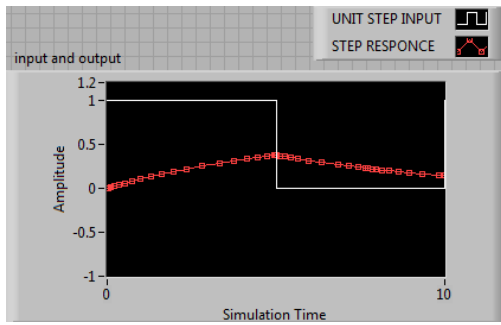 UNIT STEP INPUT
STEP RESPONCE
input and output
1.2
1
0.5
0
-0.5
-1
Amplitude
0
10
Simulation Time